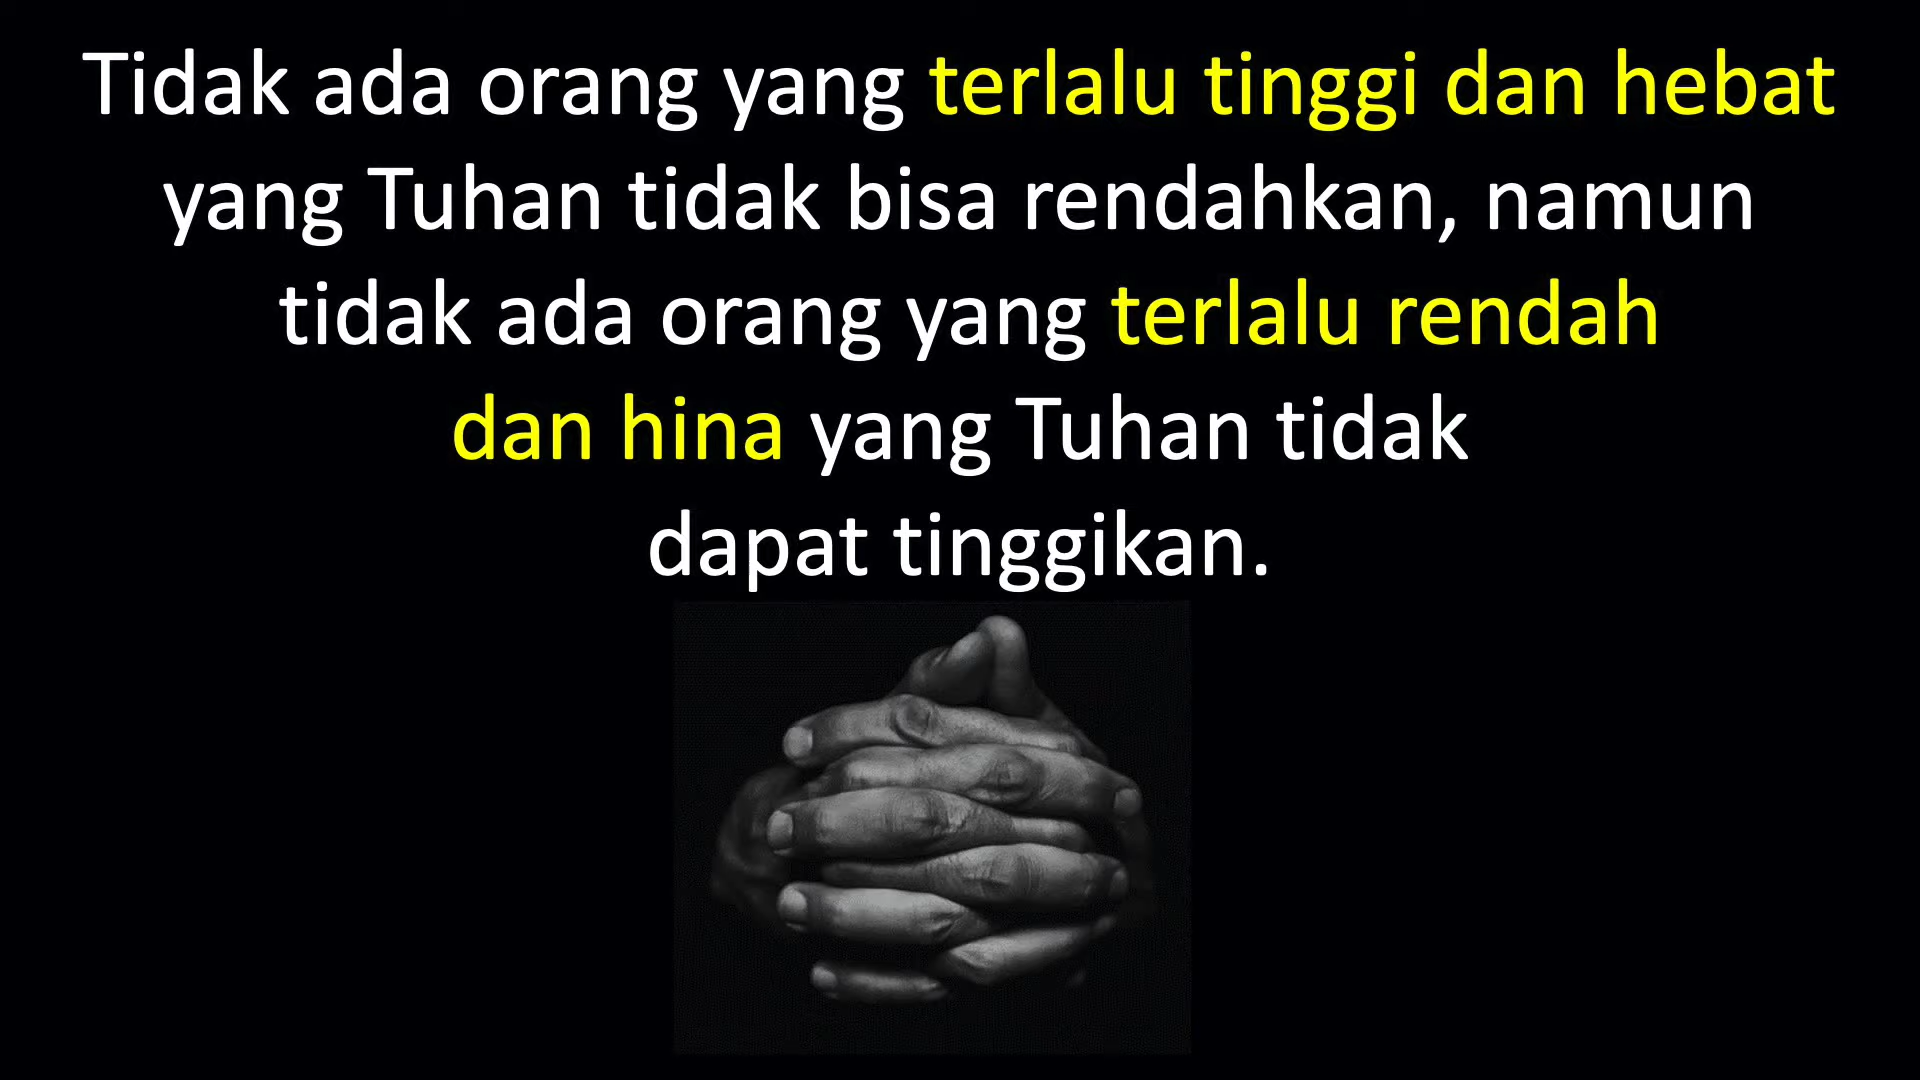 Tidak ada orang yang terlalu tinggi dan hebat
yang Tuhan tidak bisa rendahkan, namun
tidak ada orang yang terlalu rendah
dan hina yang Tuhan tidak
dapat tinggikan.